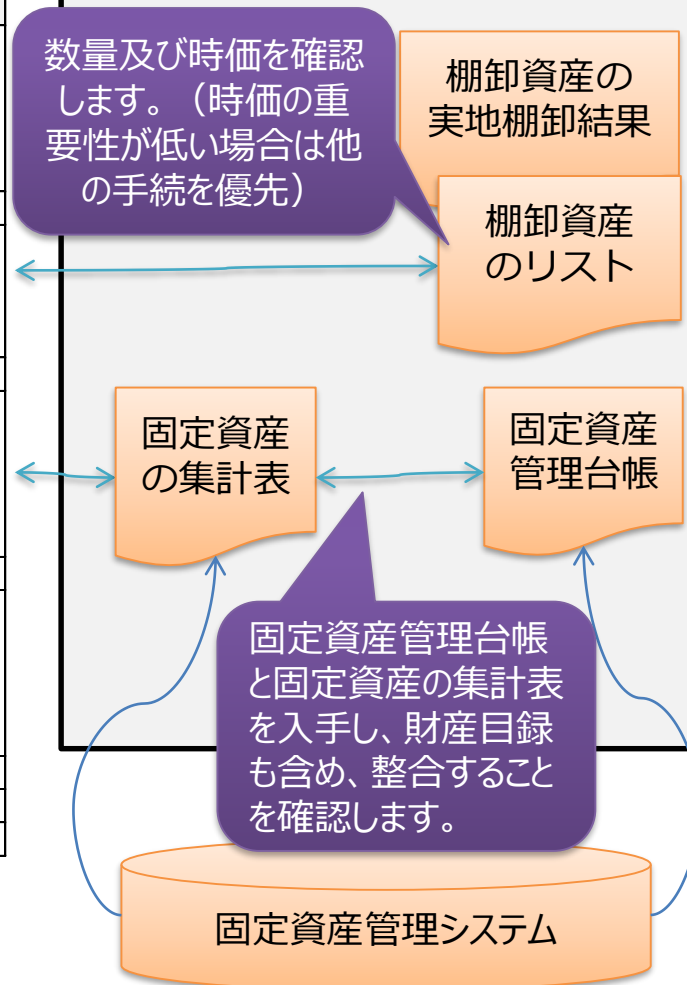 数量及び時価を確認
します。（時価の重
要性が低い場合は他
の手続を優先）
棚卸資産の
実地棚卸結果
棚卸資産
のリスト
固定資産
の集計表
固定資産
管理台帳
固定資産管理台帳
と固定資産の集計表
を入手し、財産目録
も含め、整合すること
を確認します。
固定資産管理システム